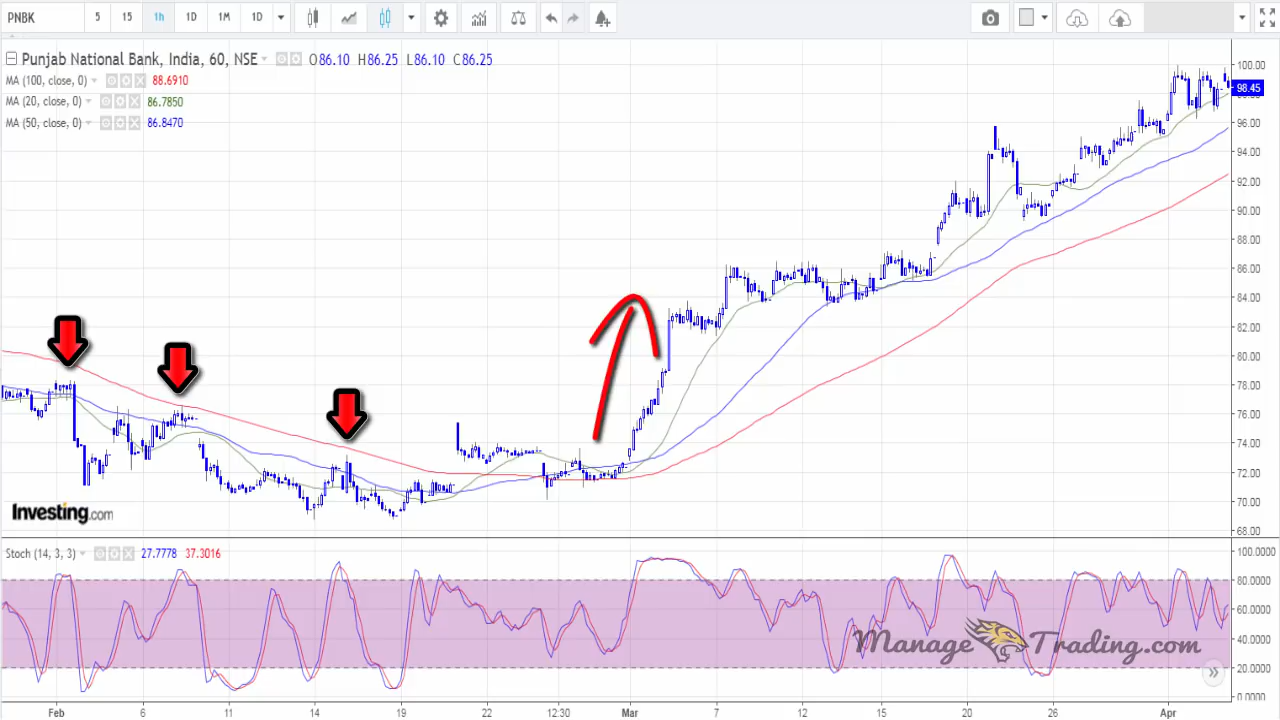 PNBK 5 15 1h 1D 1M 1D
Punjab National Bank, India, 60, NSE O86.10 H86.25 L86.10 C86.25
MA (100, close, 0) 88.6910
MA (20, close, 0) 86.7850
MA (50, close, 0) 86.8470
100.00
98.45
96.00
94.00
92.00
90.00
88.00
86.00
84.00
82.00
80.00
78.00
76.00
74.00
72.00
70.00
68.00
Investing.com
Stoch (14, 3, 3) 27.7778 37.3016
100.0000
80.0000
60.0000
40.0000
20.0000
0.0000
ManageTrading.com
Feb 6 11 14 19 22 12:30 Mar 7 12 15 20 26 Apr